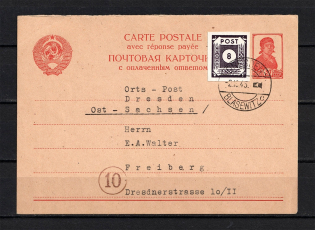 CARTE POSTALE
avec réponse payée
ПОЧТОВАЯ КАРТОЧКА
с оплаченным ответом
POST
8
BLASEWITZ
Orts - Post
Dresden
Ost - Sachsen /
Herrn
E.A.Walter
Freiberg
10
Dresdnerstrasse 10/II